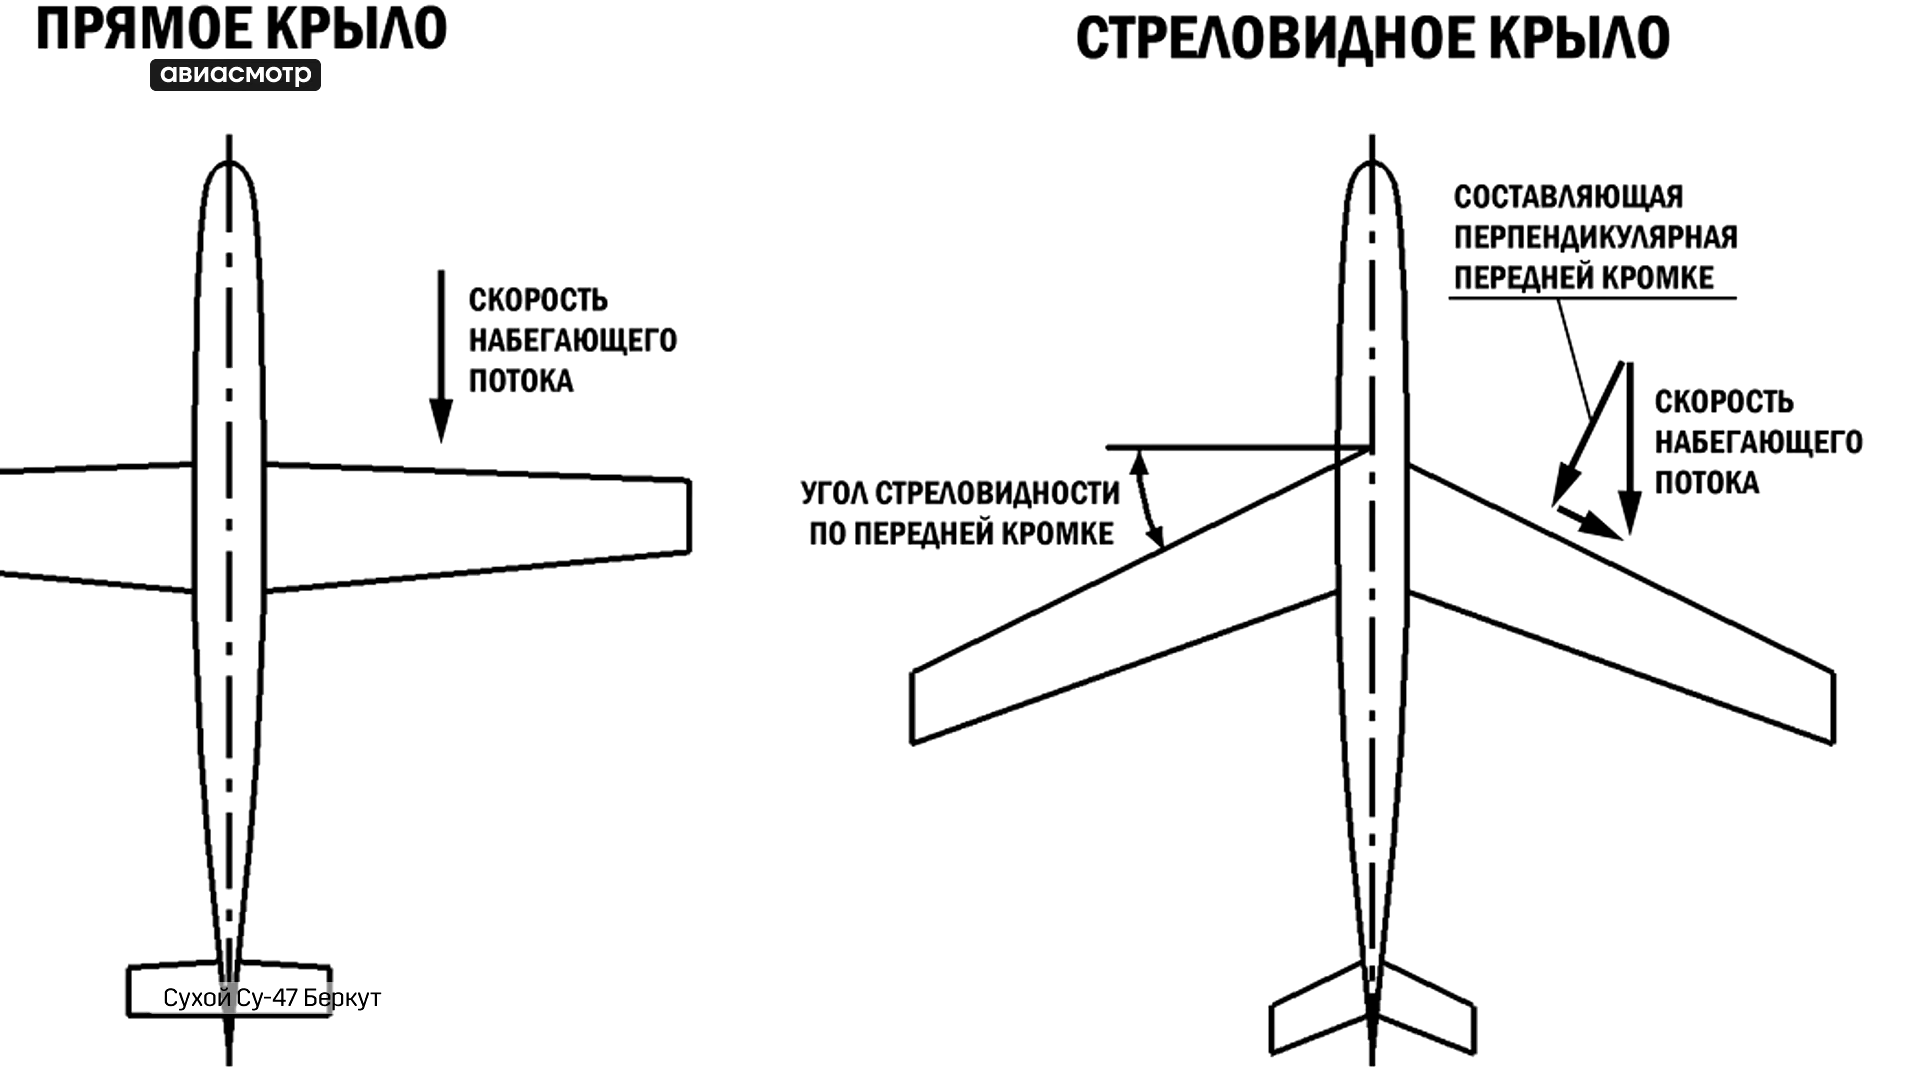 ПРЯМОЕ КРЫЛО
авиасмотр
СКОРОСТЬ
НАБЕГАЮЩЕГО
ПОТОКА
Сухой Су-47 Беркут
СТРЕЛОВИДНОЕ КРЫЛО
СОСТАВЛЯЮЩАЯ
ПЕРПЕНДИКУЛЯРНАЯ
ПЕРЕДНЕЙ КРОМКЕ
СКОРОСТЬ
НАБЕГАЮЩЕГО
ПОТОКА
УГОЛ СТРЕЛОВИДНОСТИ
ПО ПЕРЕДНЕЙ КРОМКЕ